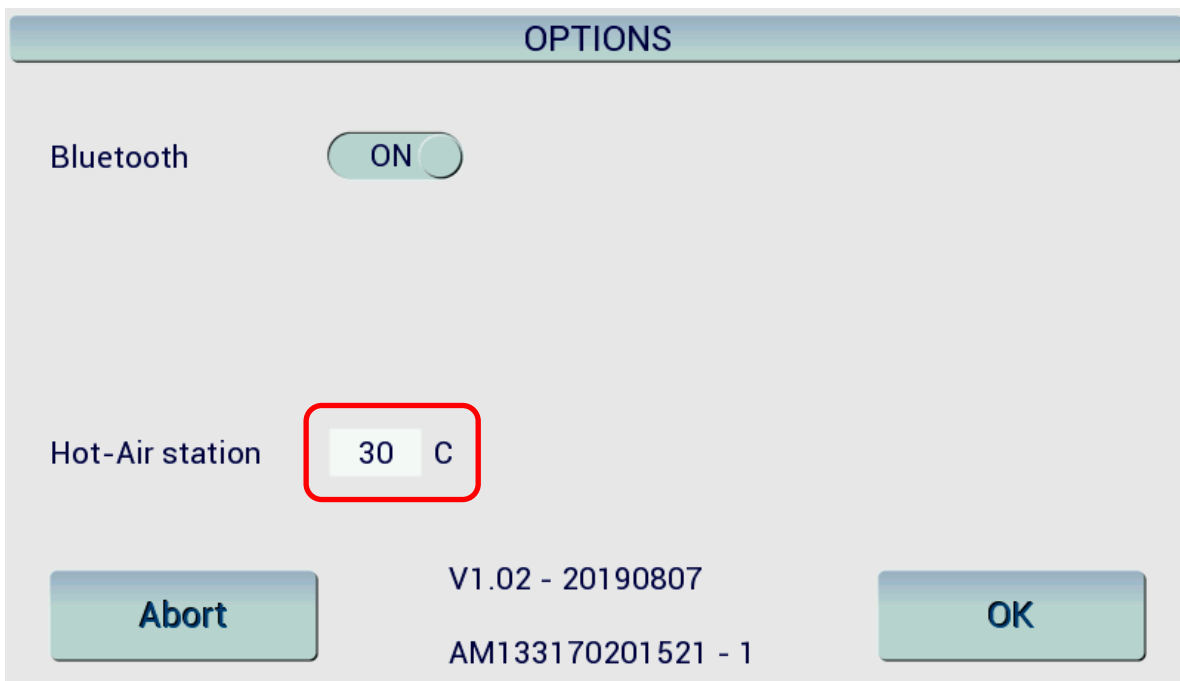 OPTIONS
Bluetooth ON
Hot-Air station 30 C
Abort
V1.02 - 20190807
AM133170201521 - 1
OK